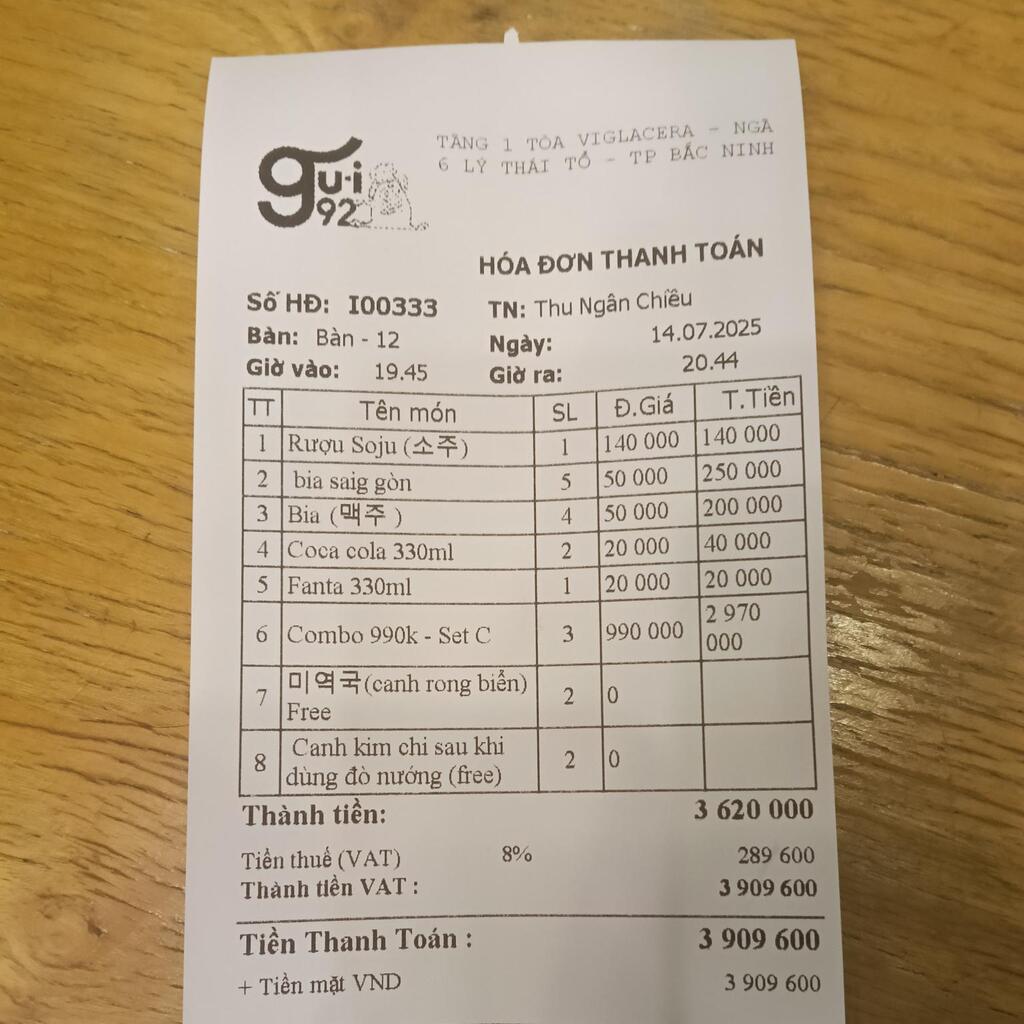 gu-i
92
TẦNG 1 TÒA VIGLACERA - NGÃ
6 LÝ THÁI TỔ - TP BẮC NINH
HÓA ĐƠN THANH TOÁN
Số HĐ: I00333 TN: Thu Ngân Chiều
Bàn: Bàn - 12 Ngày: 14.07.2025
Giờ vào: 19.45 Giờ ra: 20.44
TT Tên món SL Đ.Giá T.Tiền
1 Rượu Soju (소주) 1 140 000 140 000
2 bia saig gòn 5 50 000 250 000
3 Bia (맥주 ) 4 50 000 200 000
4 Coca cola 330ml 2 20 000 40 000
5 Fanta 330ml 1 20 000 20 000
6 Combo 990k - Set C 3 990 000 2 970
000
7 미역국(canh rong biển) 2 0
Free
8 Canh kim chi sau khi 2 0
dùng đò nướng (free)
Thành tiền: 3 620 000
Tiền thuế (VAT) 8% 289 600
Thành tiền VAT : 3 909 600
Tiền Thanh Toán : 3 909 600
+ Tiền mặt VND 3 909 600